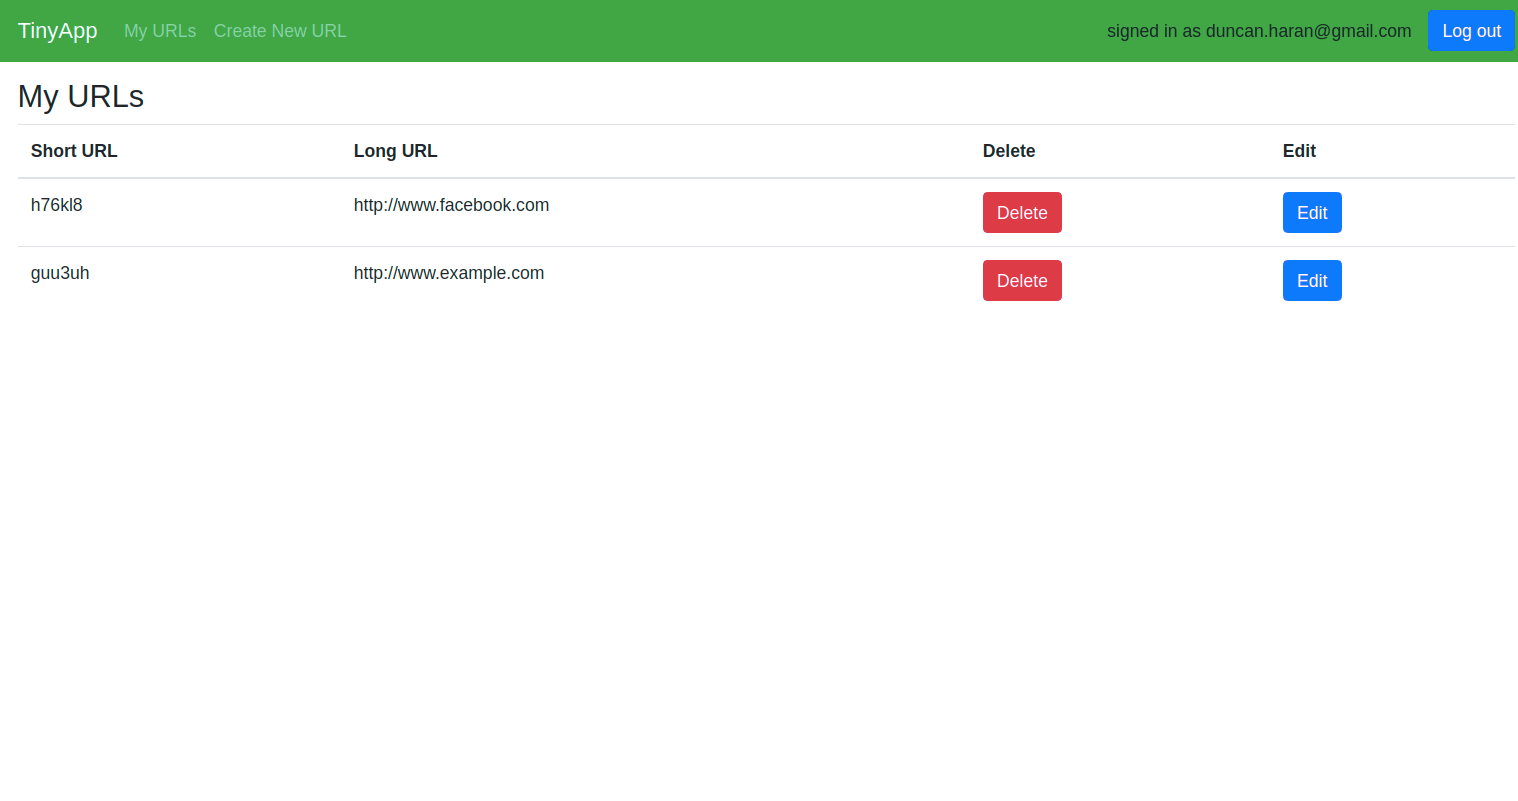 TinyApp My URLs Create New URL signed in as duncan.haran@gmail.com Log out
My URLs
Short URL Long URL Delete Edit
h76kl8 http://www.facebook.com Delete Edit
guu3uh http://www.example.com Delete Edit